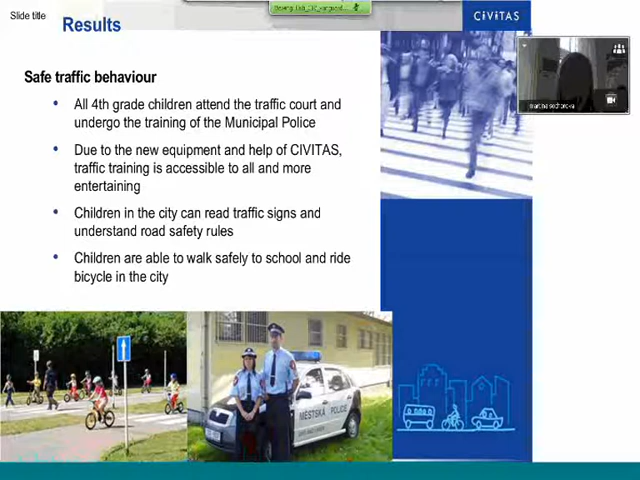 Slide title
Results
CiViTAS
Safe traffic behaviour
• All 4th grade children attend the traffic court and
undergo the training of the Municipal Police
• Due to the new equipment and help of CIVITAS,
traffic training is accessible to all and more
entertaining
• Children in the city can read traffic signs and
understand road safety rules
• Children are able to walk safely to school and ride
bicycle in the city
MĚSTSKÁ POLICIE